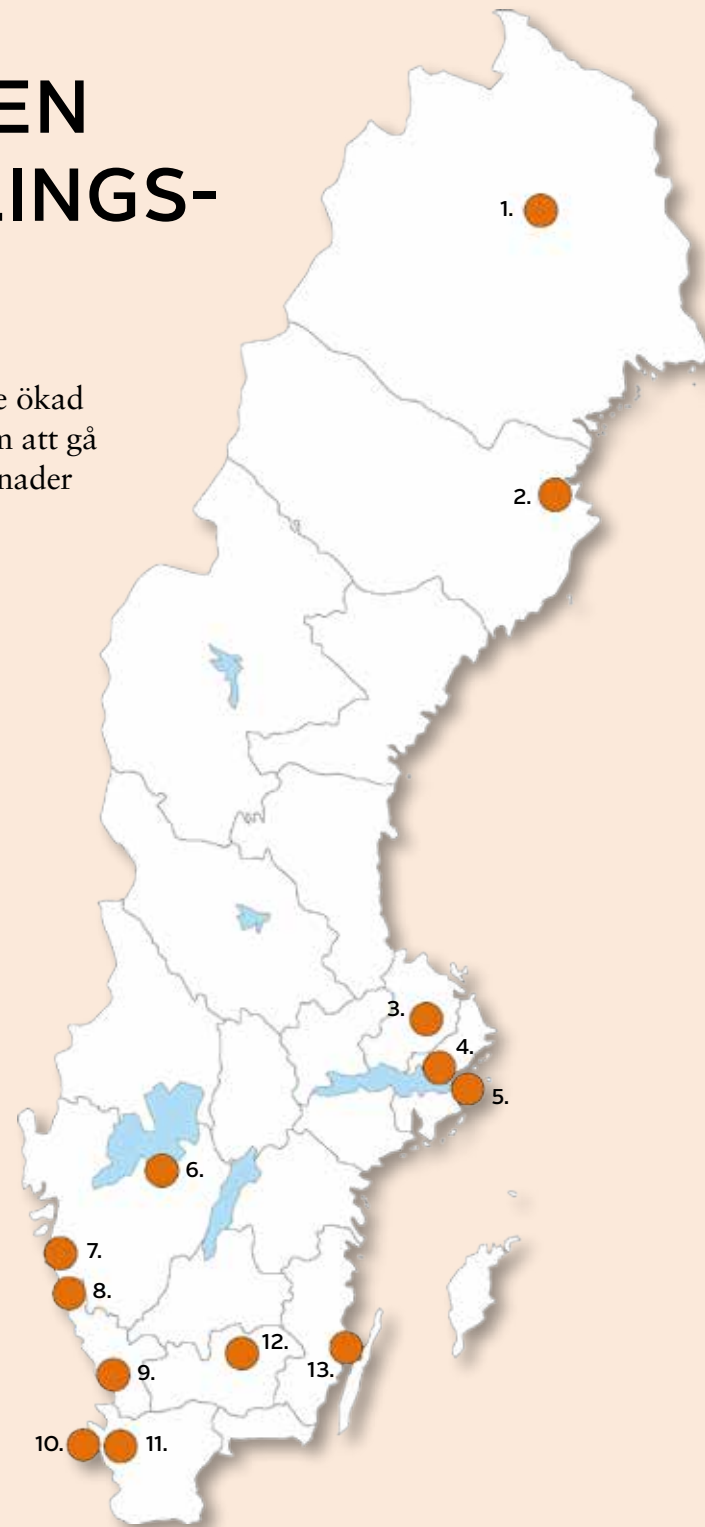 EN
LINGS-
e ökad
n att gå
nader
1.
2.
3.
4.
5.
6.
7.
8.
9.
10.
11.
12.
13.